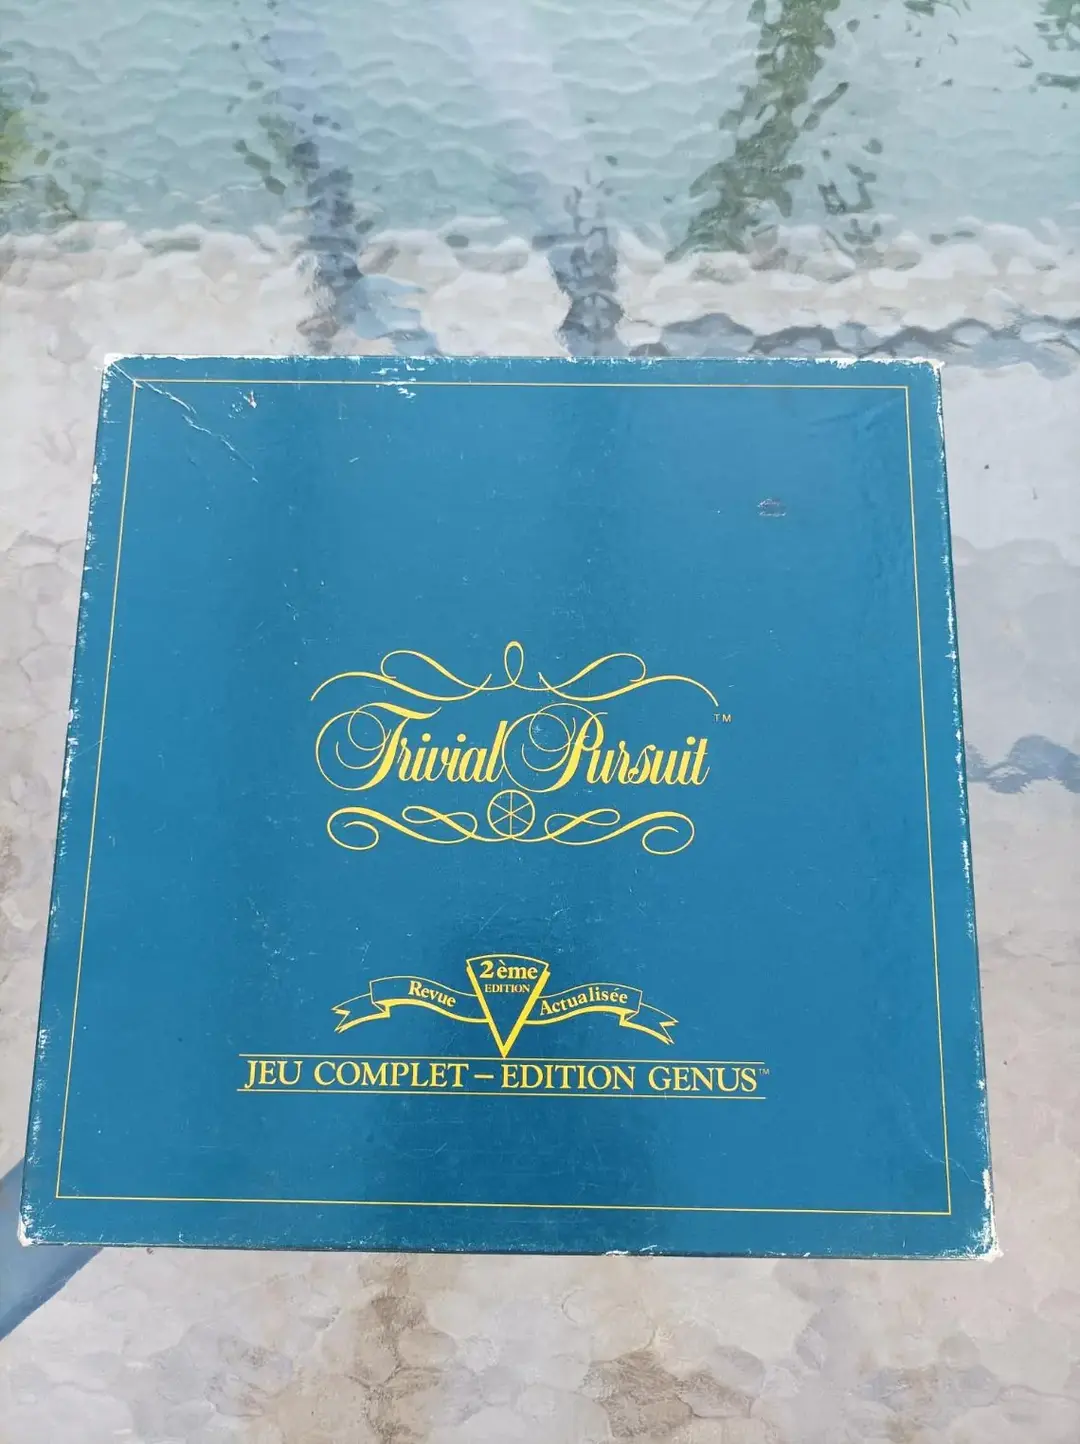 Trivial Pursuit™
2ème
EDITION
Revue Actualisée
JEU COMPLET – EDITION GENUS™